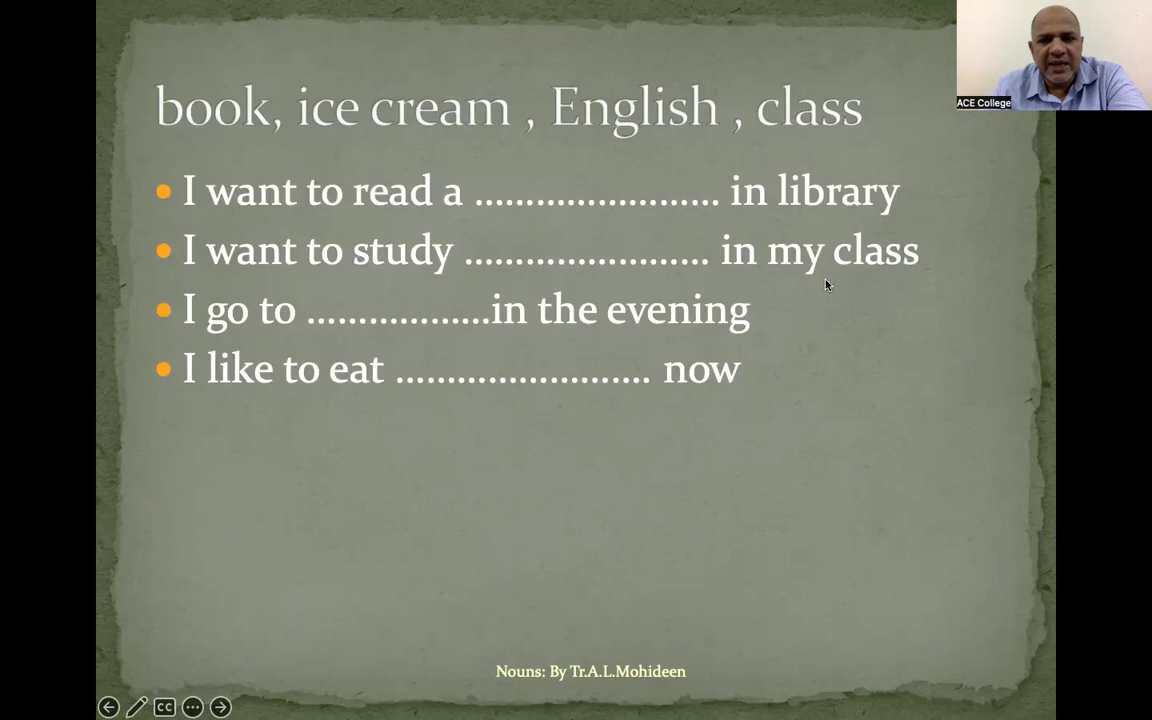 book, ice cream , English , class
ACE College
I want to read a ........................ in library
I want to study ........................ in my class
I go to ..................in the evening
I like to eat ......................... now
Nouns: By Tr.A.L.Mohideen
CC